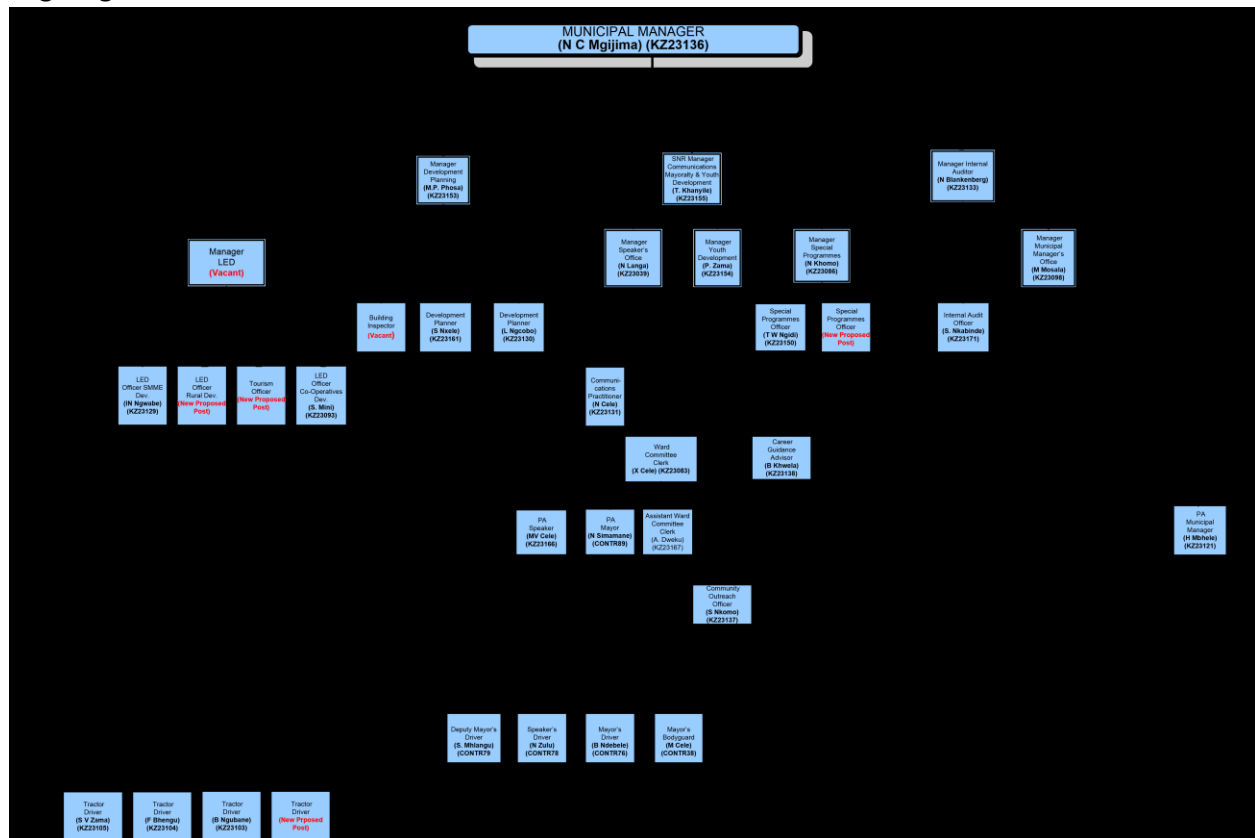 MUNICIPAL MANAGER
(N C Mgijima) (KZ23136)
Manager
Development
Planning
(M.P. Phosa)
(KZ23153)
SNR Manager
Communications
Mayoralty & Youth
Development
(T. Khanyile)
(KZ23155)
Manager Internal
Auditor
(N Blankenberg)
(KZ23133)
Manager
LED
(Vacant)
Manager
Speaker's
Office
(N Langa)
(KZ23039)
Manager
Youth
Development
(P. Zama)
(KZ23154)
Manager
Special
Programmes
(N Khomo)
(KZ23086)
Manager
Municipal
Manager's
Office
(M Mosala)
(KZ23098)
Building
Inspector
(Vacant)
Development
Planner
(S Nxele)
(KZ23161)
Development
Planner
(L Ngcobo)
(KZ23130)
Special
Programmes
Officer
(T W Ngidi)
(KZ23150)
Special
Programmes
Officer
(New Proposed
Post)
Internal Audit
Officer
(S. Nkabinde)
(KZ23171)
LED
Officer SMME
Dev.
(IN Ngwabe)
(KZ23129)
LED
Officer
Rural Dev.
(New Proposed
Post)
Tourism
Officer
(New Proposed
Post)
LED
Officer
Co-Operatives
Dev.
(S. Mini)
(KZ23093)
Communi-
cations
Practitioner
(N Cele)
(KZ23131)
Ward
Committee
Clerk
(X Cele) (KZ23083)
Career
Guidance
Advisor
(B Khwela)
(KZ23138)
PA
Speaker
(MV Cele)
(KZ23166)
PA
Mayor
(N Simamane)
(CONTR89)
Assistant Ward
Committee
Clerk
(A. Dweku)
(KZ23167)
PA
Municipal
Manager
(H Mbhele)
(KZ23121)
Community
Outreach
Officer
(S Nkomo)
(KZ23137)
Deputy Mayor's
Driver
(S. Mhlangu)
(CONTR79
Speaker's
Driver
(N Zulu)
(CONTR78
Mayor's
Driver
(B Ndebele)
(CONTR76)
Mayor's
Bodyguard
(M Cele)
(CONTR38)
Tractor
Driver
(S V Zama)
(KZ23105)
Tractor
Driver
(F Bhengu)
(KZ23104)
Tractor
Driver
(B Ngubane)
(KZ23103)
Tractor
Driver
(New Prposed
Post)